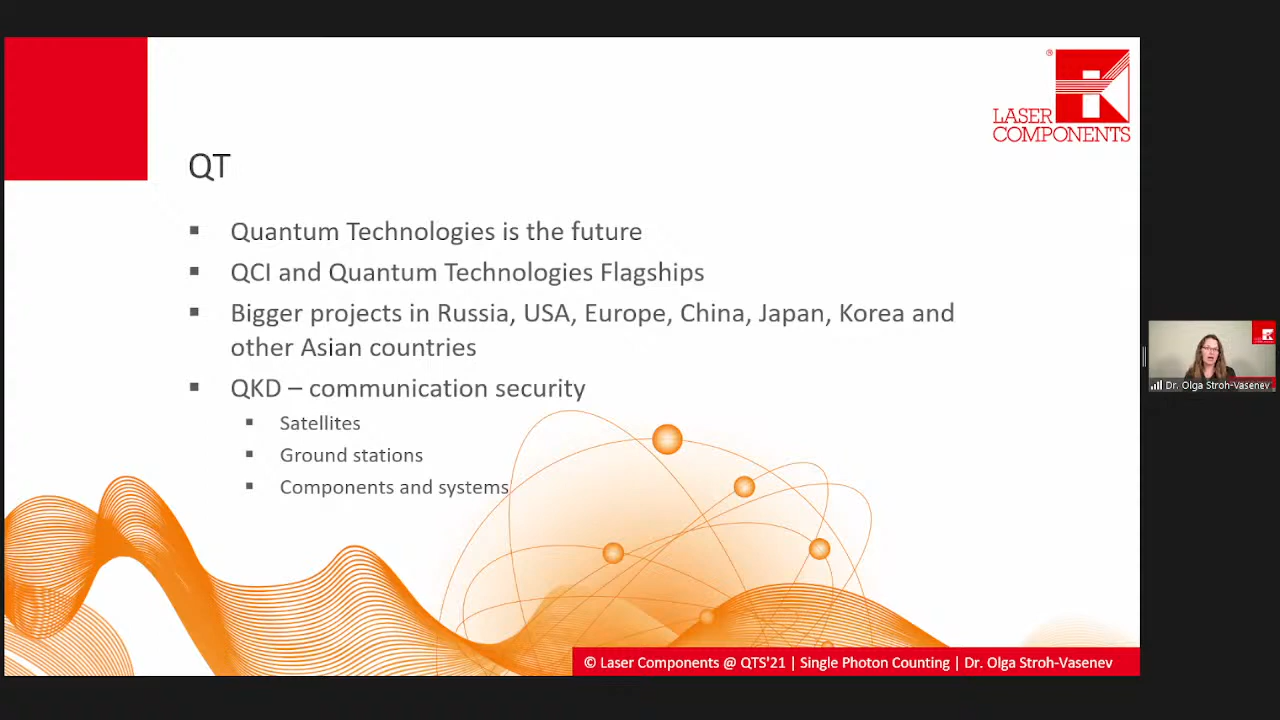 ®
LASER
COMPONENTS
QT
▪ Quantum Technologies is the future
▪ QCI and Quantum Technologies Flagships
▪ Bigger projects in Russia, USA, Europe, China, Japan, Korea and
other Asian countries
▪ QKD – communication security
▪ Satellites
▪ Ground stations
▪ Components and systems
Dr. Olga Stroh-Vasenev
© Laser Components @ QTS'21 | Single Photon Counting | Dr. Olga Stroh-Vasenev